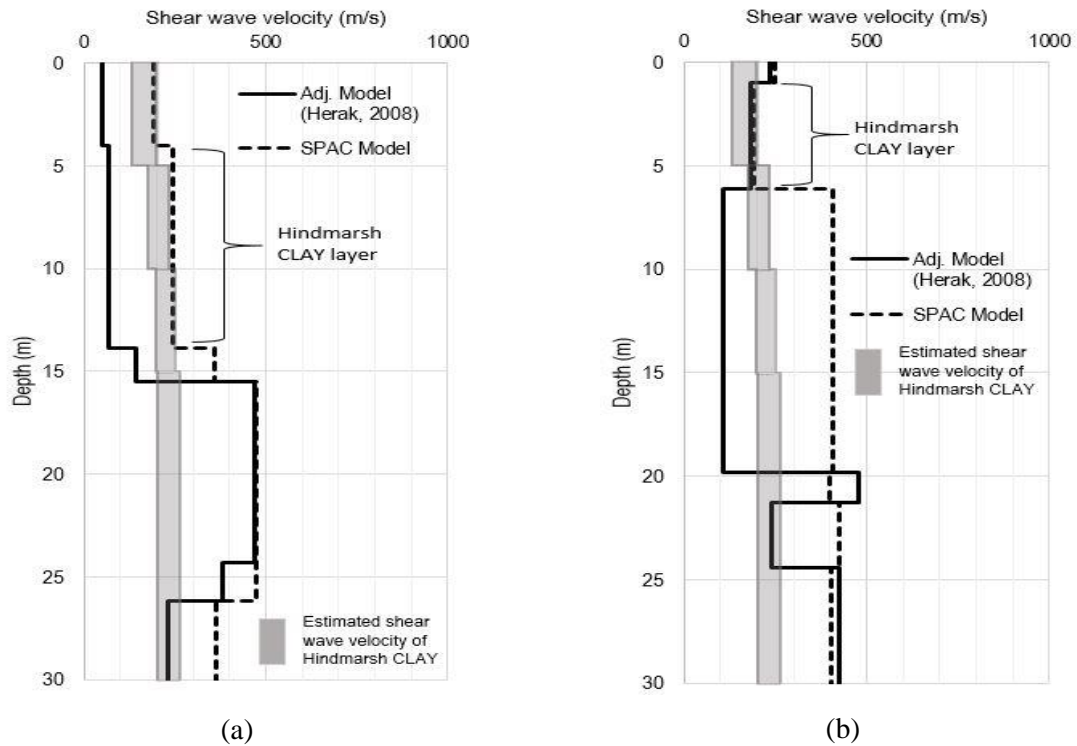 Shear wave velocity (m/s)
0 500 1000
0
5
10
15
20
25
30
Depth (m)
Adj. Model
(Herak, 2008)
SPAC Model
Hindmarsh
CLAY layer
Estimated shear
wave velocity of
Hindmarsh CLAY
(a)
Shear wave velocity (m/s)
0 500 1000
0
5
10
15
20
25
30
Depth (m)
Hindmarsh
CLAY layer
Adj. Model
(Herak, 2008)
SPAC Model
Estimated shear
wave velocity of
Hindmarsh CLAY
(b)